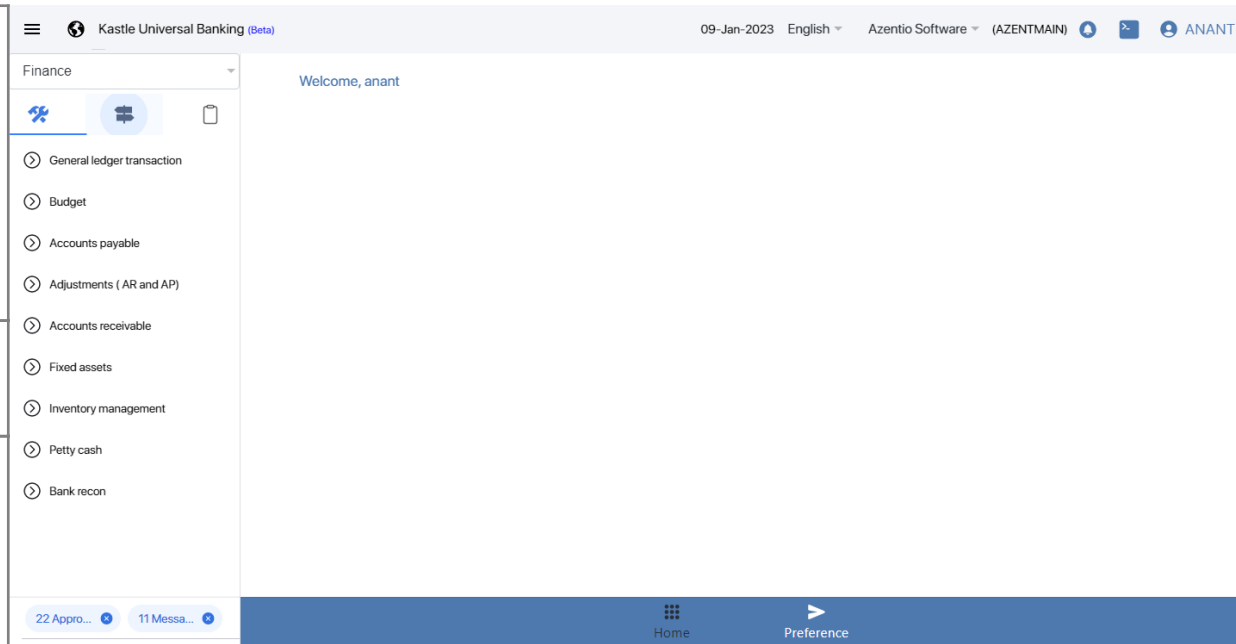 Kastle Universal Banking (Beta)
09-Jan-2023 English Azentio Software (AZENTMAIN) >_ ANANT
Finance
Welcome, anant
General ledger transaction
Budget
Accounts payable
Adjustments ( AR and AP)
Accounts receivable
Fixed assets
Inventory management
Petty cash
Bank recon
22 Appro... 11 Messa...
Home Preference